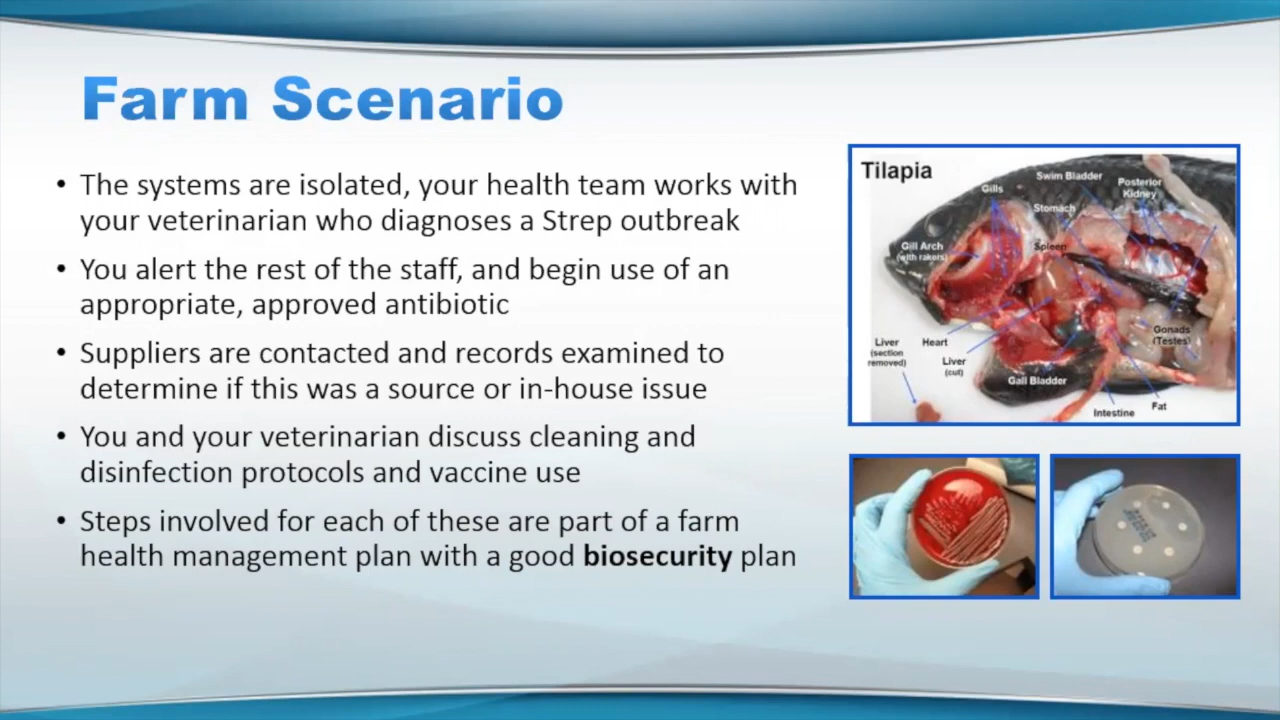 Farm Scenario
• The systems are isolated, your health team works with
your veterinarian who diagnoses a Strep outbreak
• You alert the rest of the staff, and begin use of an
appropriate, approved antibiotic
• Suppliers are contacted and records examined to
determine if this was a source or in-house issue
• You and your veterinarian discuss cleaning and
disinfection protocols and vaccine use
• Steps involved for each of these are part of a farm
health management plan with a good biosecurity plan
Tilapia
Swim Bladder
Gills
Posterior
Kidney
Stomach
Gill Arch
(with rakers)
Spleen
Gonads
(Testes)
Liver
(section
removed)
Heart
Liver
(cut)
Gall Bladder
Fat
Intestine